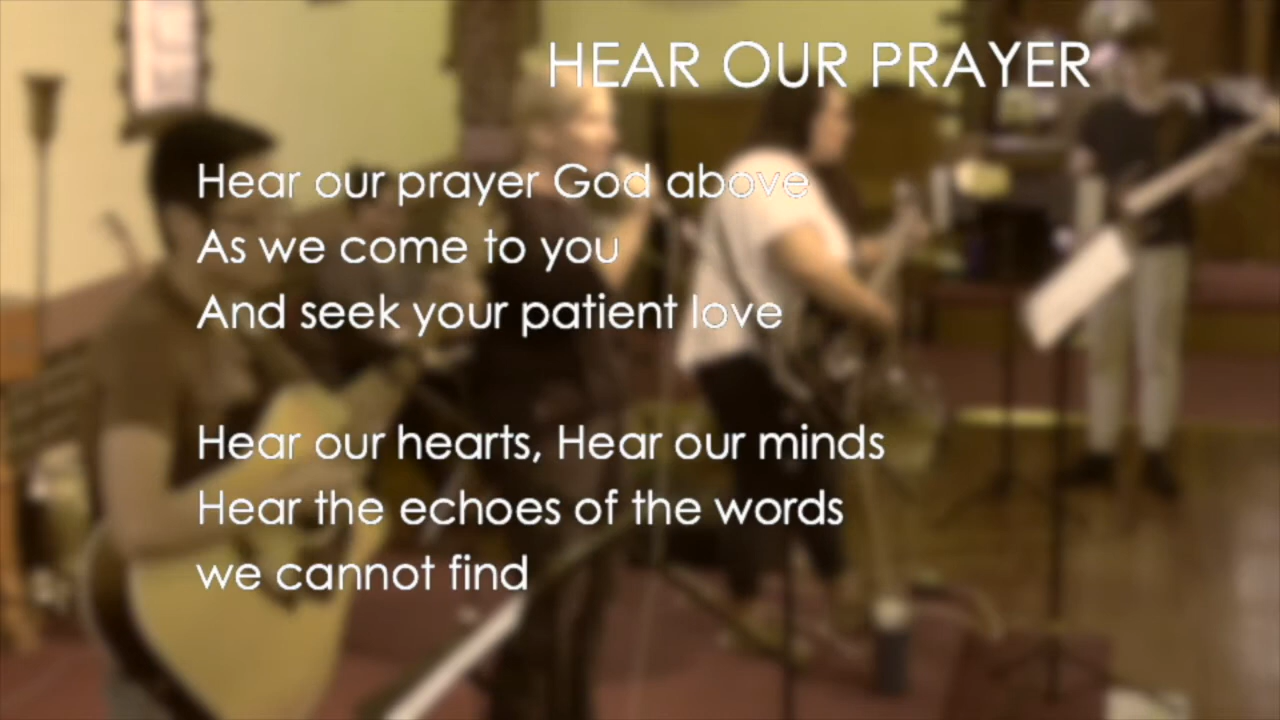 HEAR OUR PRAYER
Hear our prayer God above
As we come to you
And seek your patient love
Hear our hearts, Hear our minds
Hear the echoes of the words
we cannot find